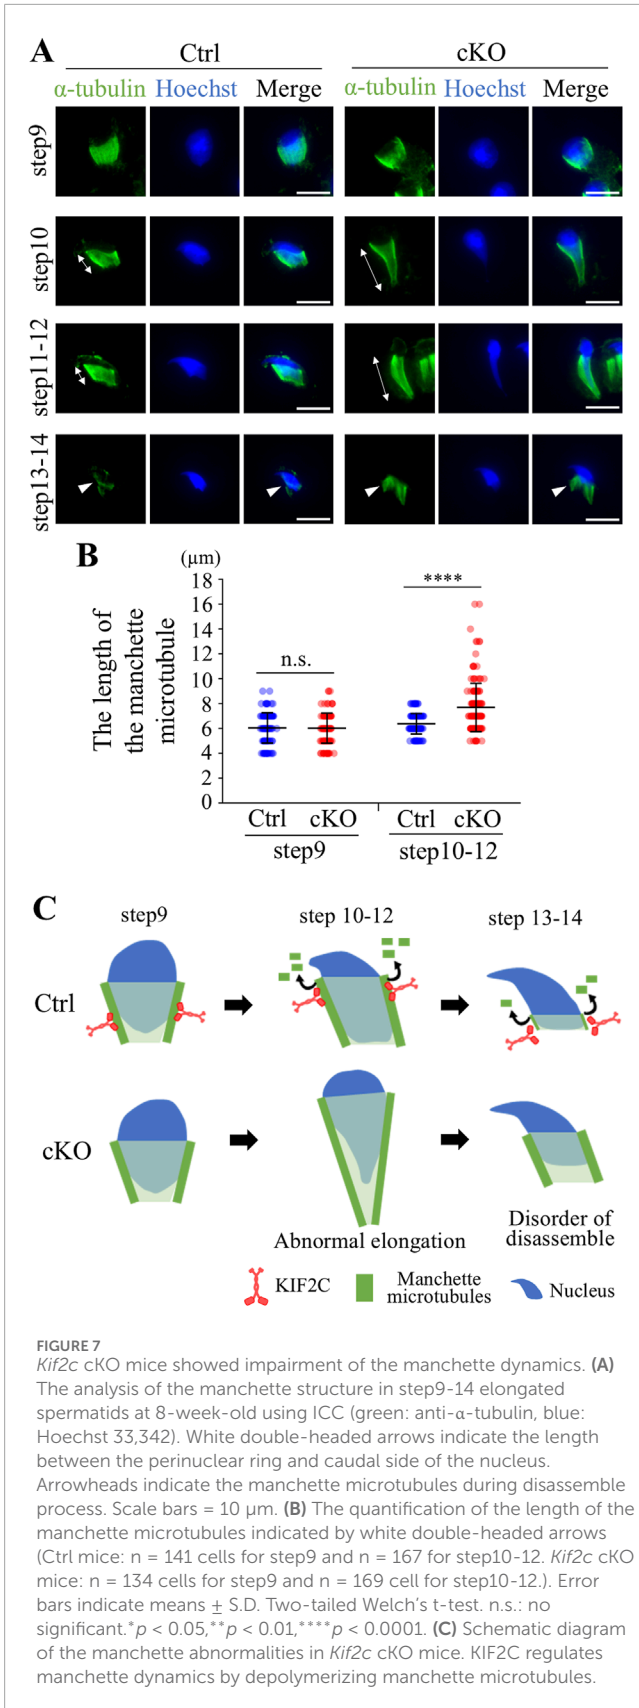 A
Ctrl
cKO
α-tubulin Hoechst Merge
α-tubulin Hoechst Merge
step9
step10
step11-12
step13-14
B
(μm)
The length of
the manchette
microtubule
18
16
14
12
10
8
6
4
2
0
n.s.
****
Ctrl cKO Ctrl cKO
step9 step10-12
C
step9 step 10-12 step 13-14
Ctrl
cKO
Abnormal elongation
Disorder of
disassemble
KIF2C
Manchette
microtubules
Nucleus
FIGURE 7
Kif2c cKO mice showed impairment of the manchette dynamics. (A)
The analysis of the manchette structure in step9-14 elongated
spermatids at 8-week-old using ICC (green: anti-α-tubulin, blue:
Hoechst 33,342). White double-headed arrows indicate the length
between the perinuclear ring and caudal side of the nucleus.
Arrowheads indicate the manchette microtubules during disassemble
process. Scale bars = 10 μm. (B) The quantification of the length of the
manchette microtubules indicated by white double-headed arrows
(Ctrl mice: n = 141 cells for step9 and n = 167 for step10-12. Kif2c cKO
mice: n = 134 cells for step9 and n = 169 cell for step10-12.). Error
bars indicate means ± S.D. Two-tailed Welch's t-test. n.s.: no
significant.*p < 0.05,**p < 0.01,****p < 0.0001. (C) Schematic diagram
of the manchette abnormalities in Kif2c cKO mice. KIF2C regulates
manchette dynamics by depolymerizing manchette microtubules.